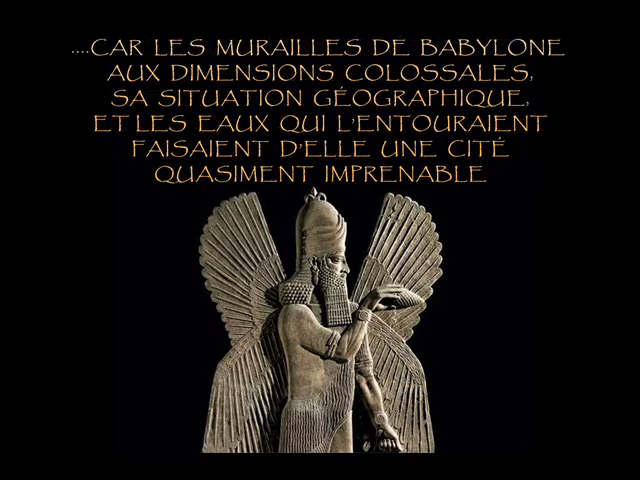 ....CAR LES MURAILLES DE BABYLONE
AUX DIMENSIONS COLOSSALES,
SA SITUATION GÉOGRAPHIQUE,
ET LES EAUX QUI L'ENTOURAIENT
FAISAIENT D'ELLE UNE CITÉ
QUASIMENT IMPRENABLE